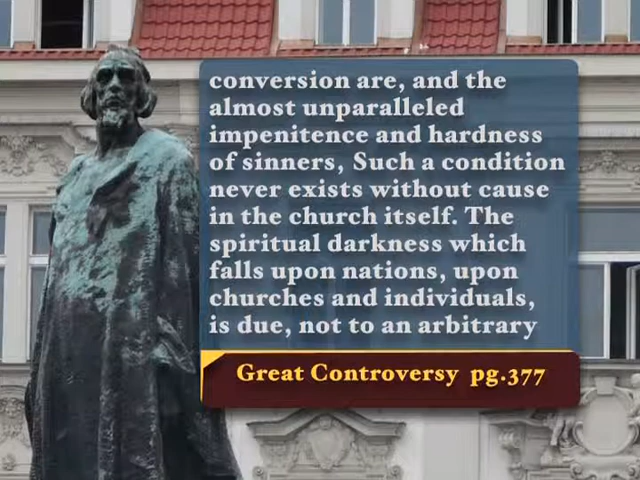 conversion are, and the
almost unparalleled
impenitence and hardness
of sinners, Such a condition
never exists without cause
in the church itself. The
spiritual darkness which
falls upon nations, upon
churches and individuals,
is due, not to an arbitrary
Great Controversy pg.377